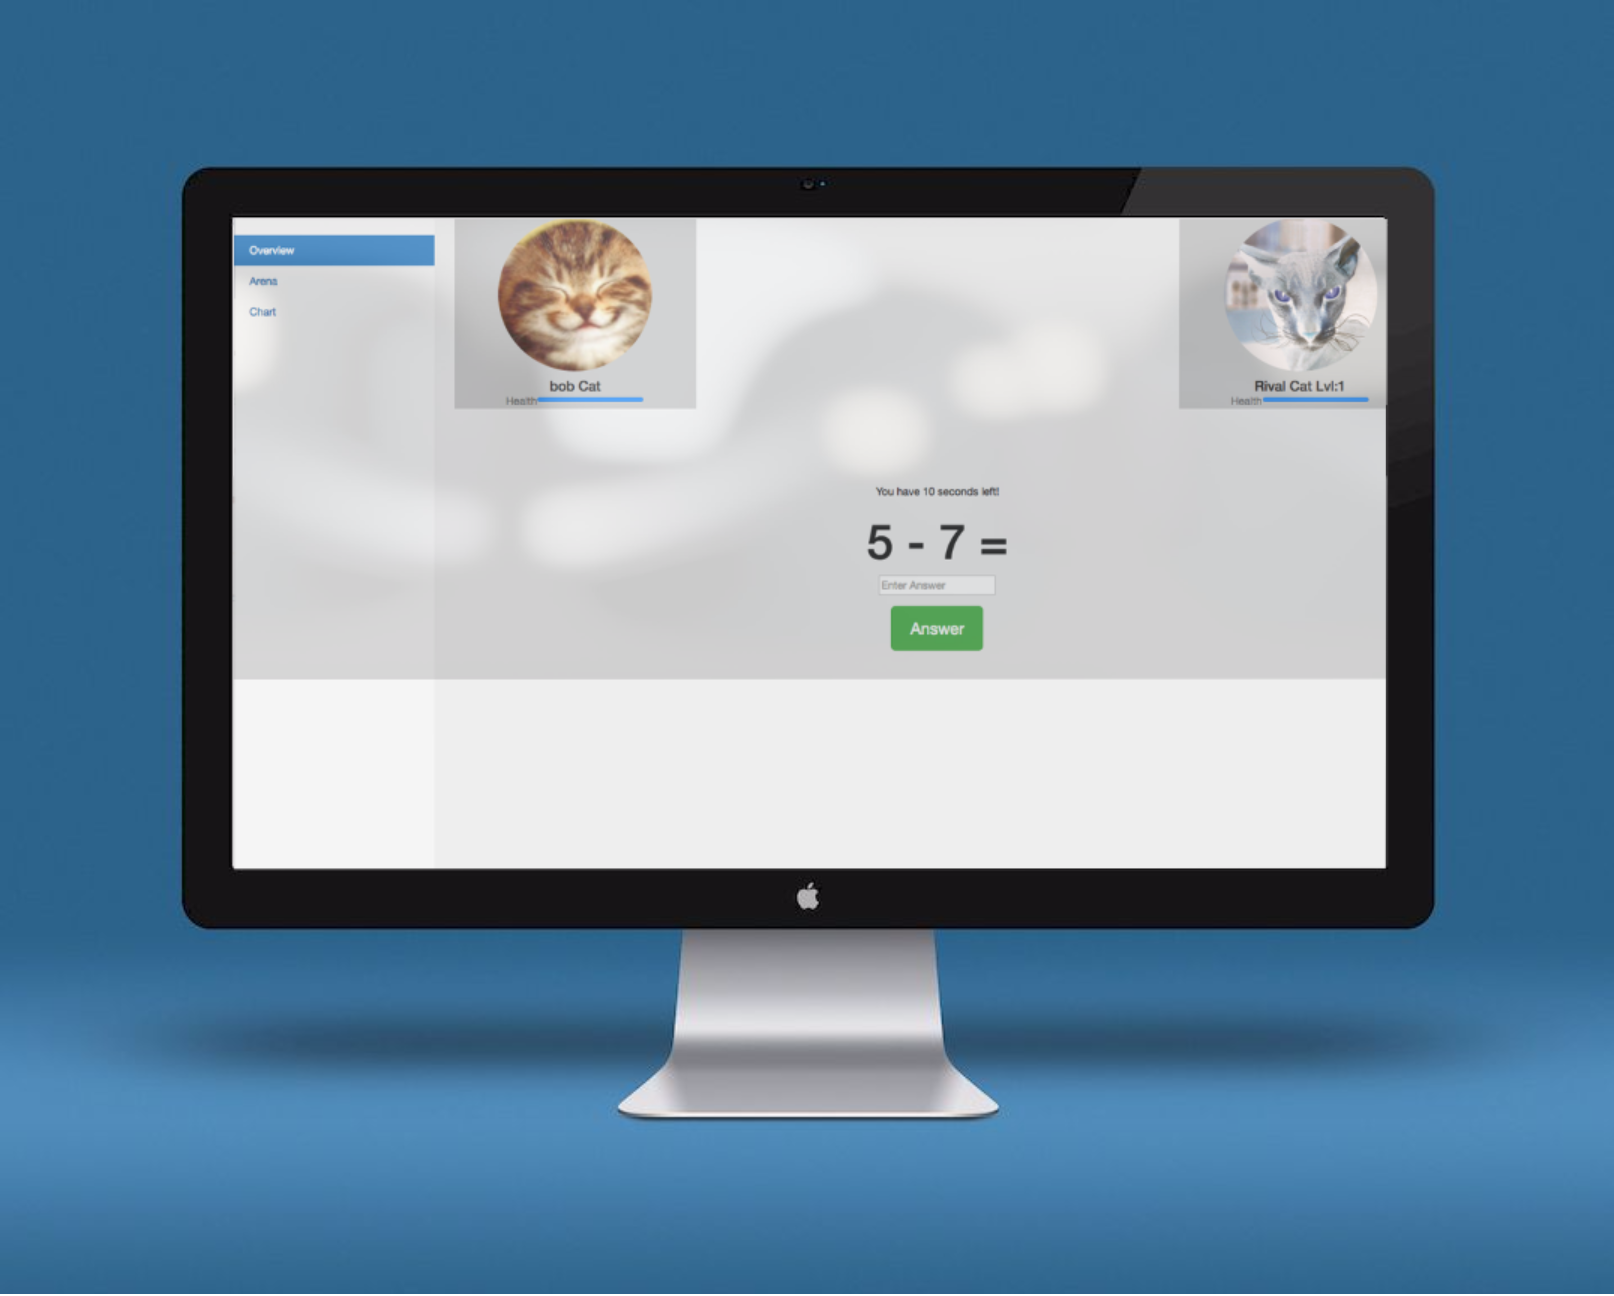 Overview
Arena
Chart
bob Cat
Health
Rival Cat Lvl:1
Health
You have 10 seconds left!
5 - 7 =
Enter Answer
Answer